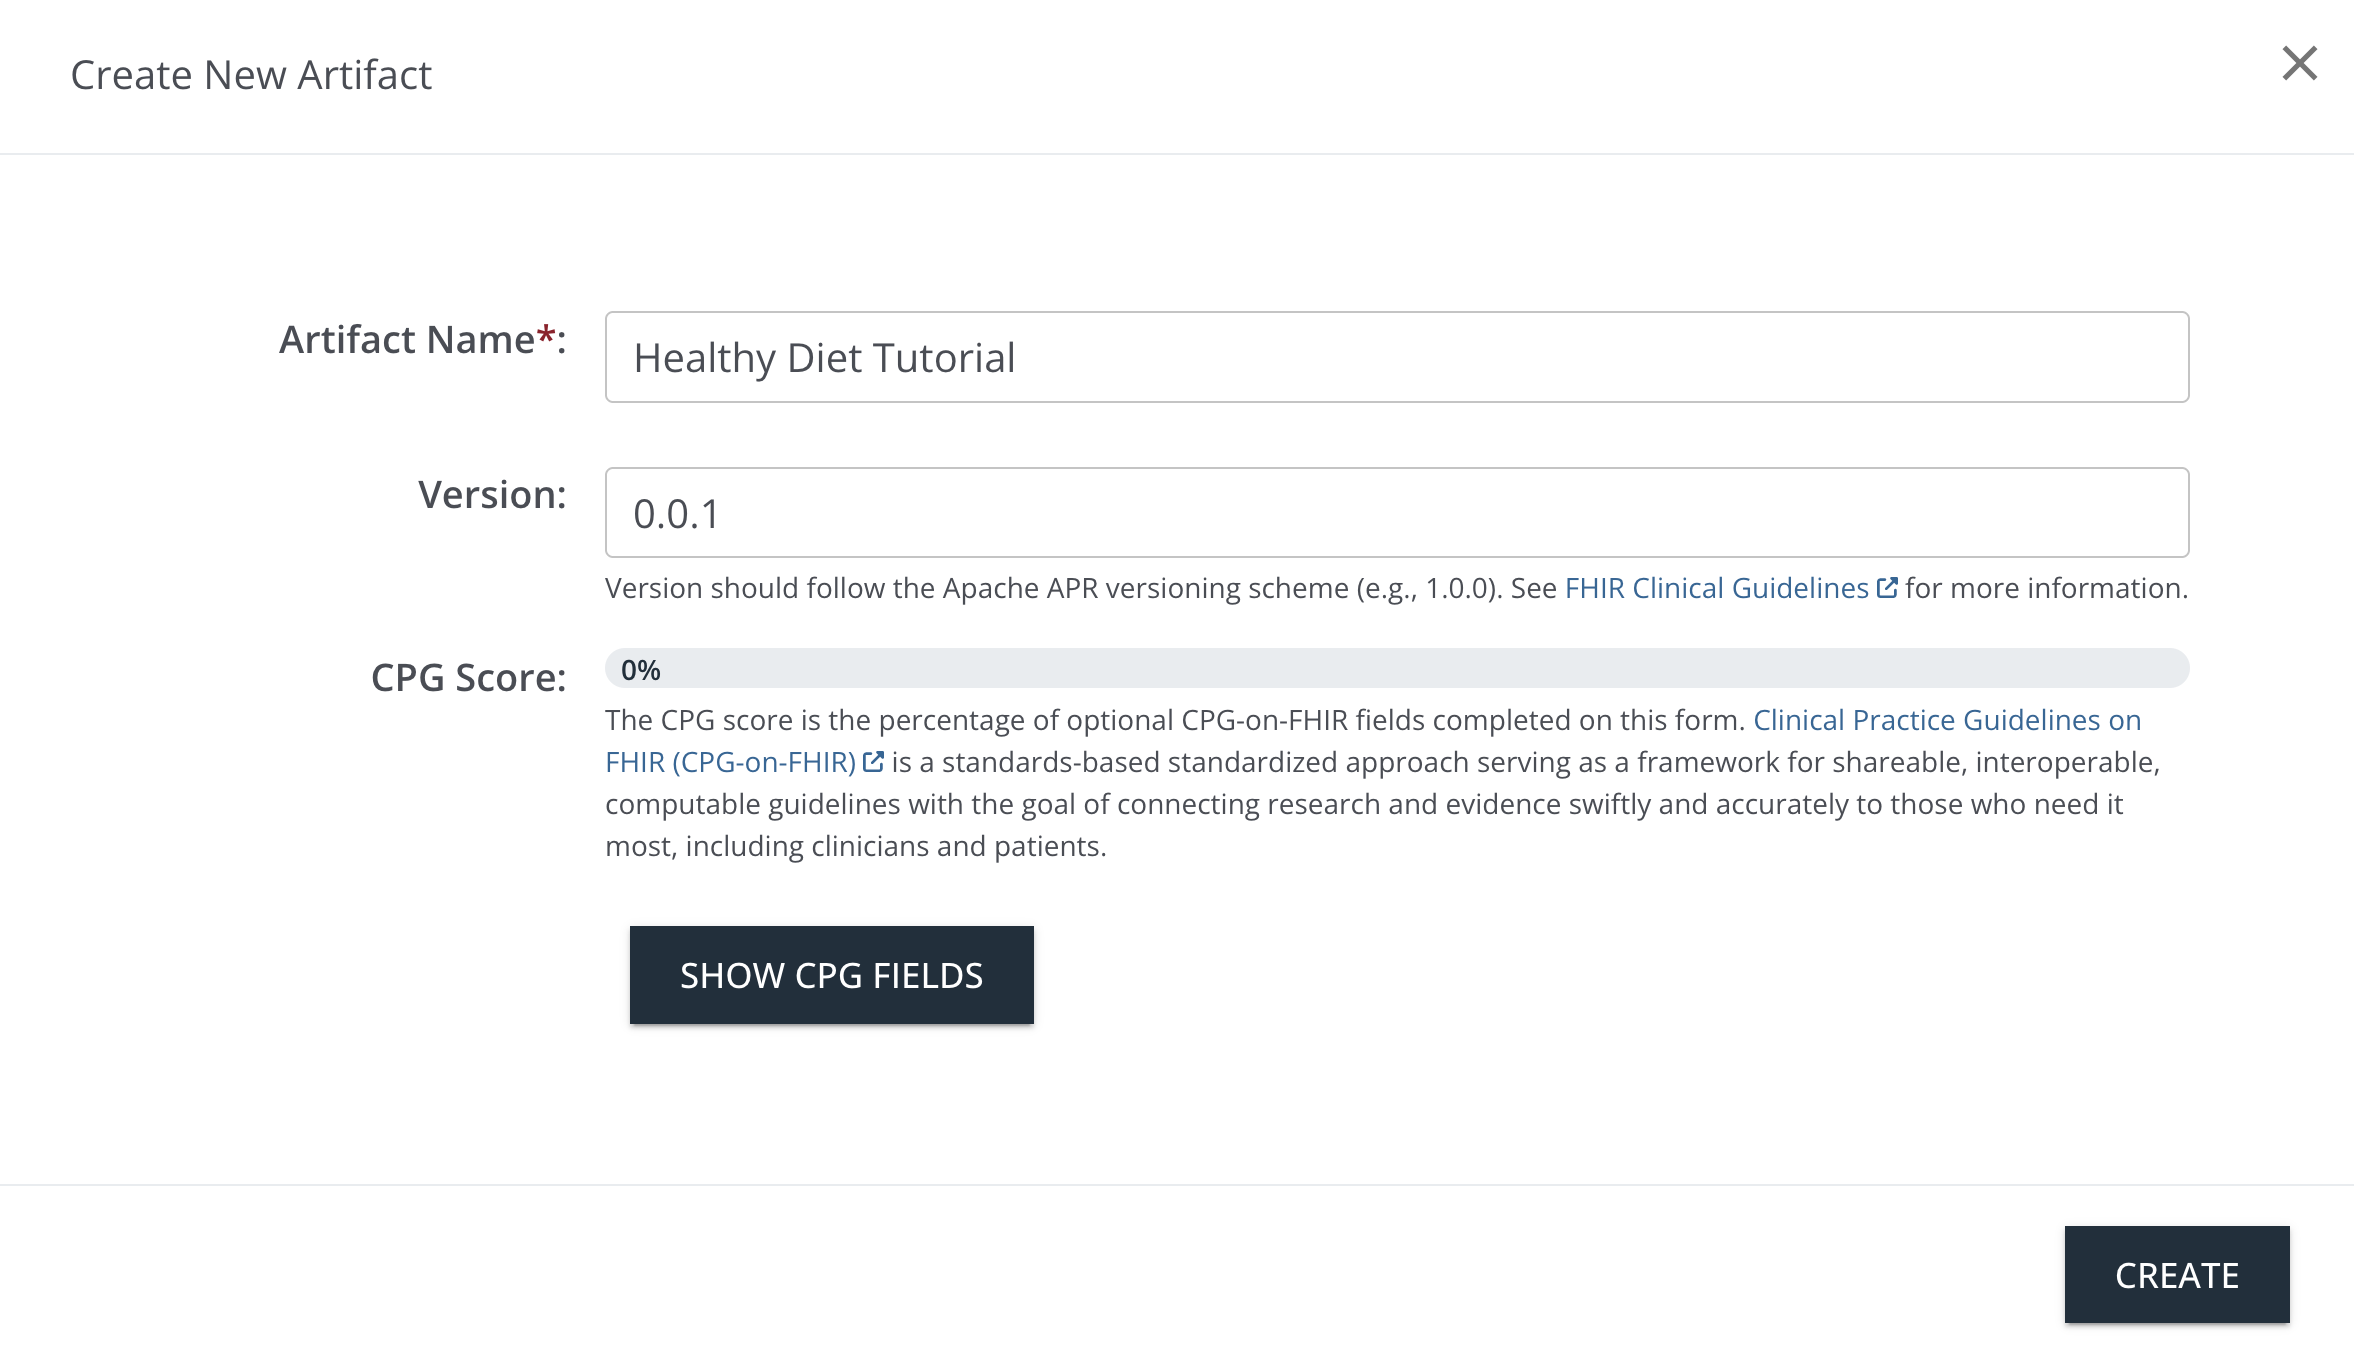 Create New Artifact
Artifact Name*:
Healthy Diet Tutorial
Version:
0.0.1
Version should follow the Apache APR versioning scheme (e.g., 1.0.0). See FHIR Clinical Guidelines for more information.
CPG Score:
0%
The CPG score is the percentage of optional CPG-on-FHIR fields completed on this form. Clinical Practice Guidelines on
FHIR (CPG-on-FHIR) is a standards-based standardized approach serving as a framework for shareable, interoperable,
computable guidelines with the goal of connecting research and evidence swiftly and accurately to those who need it
most, including clinicians and patients.
SHOW CPG FIELDS
CREATE